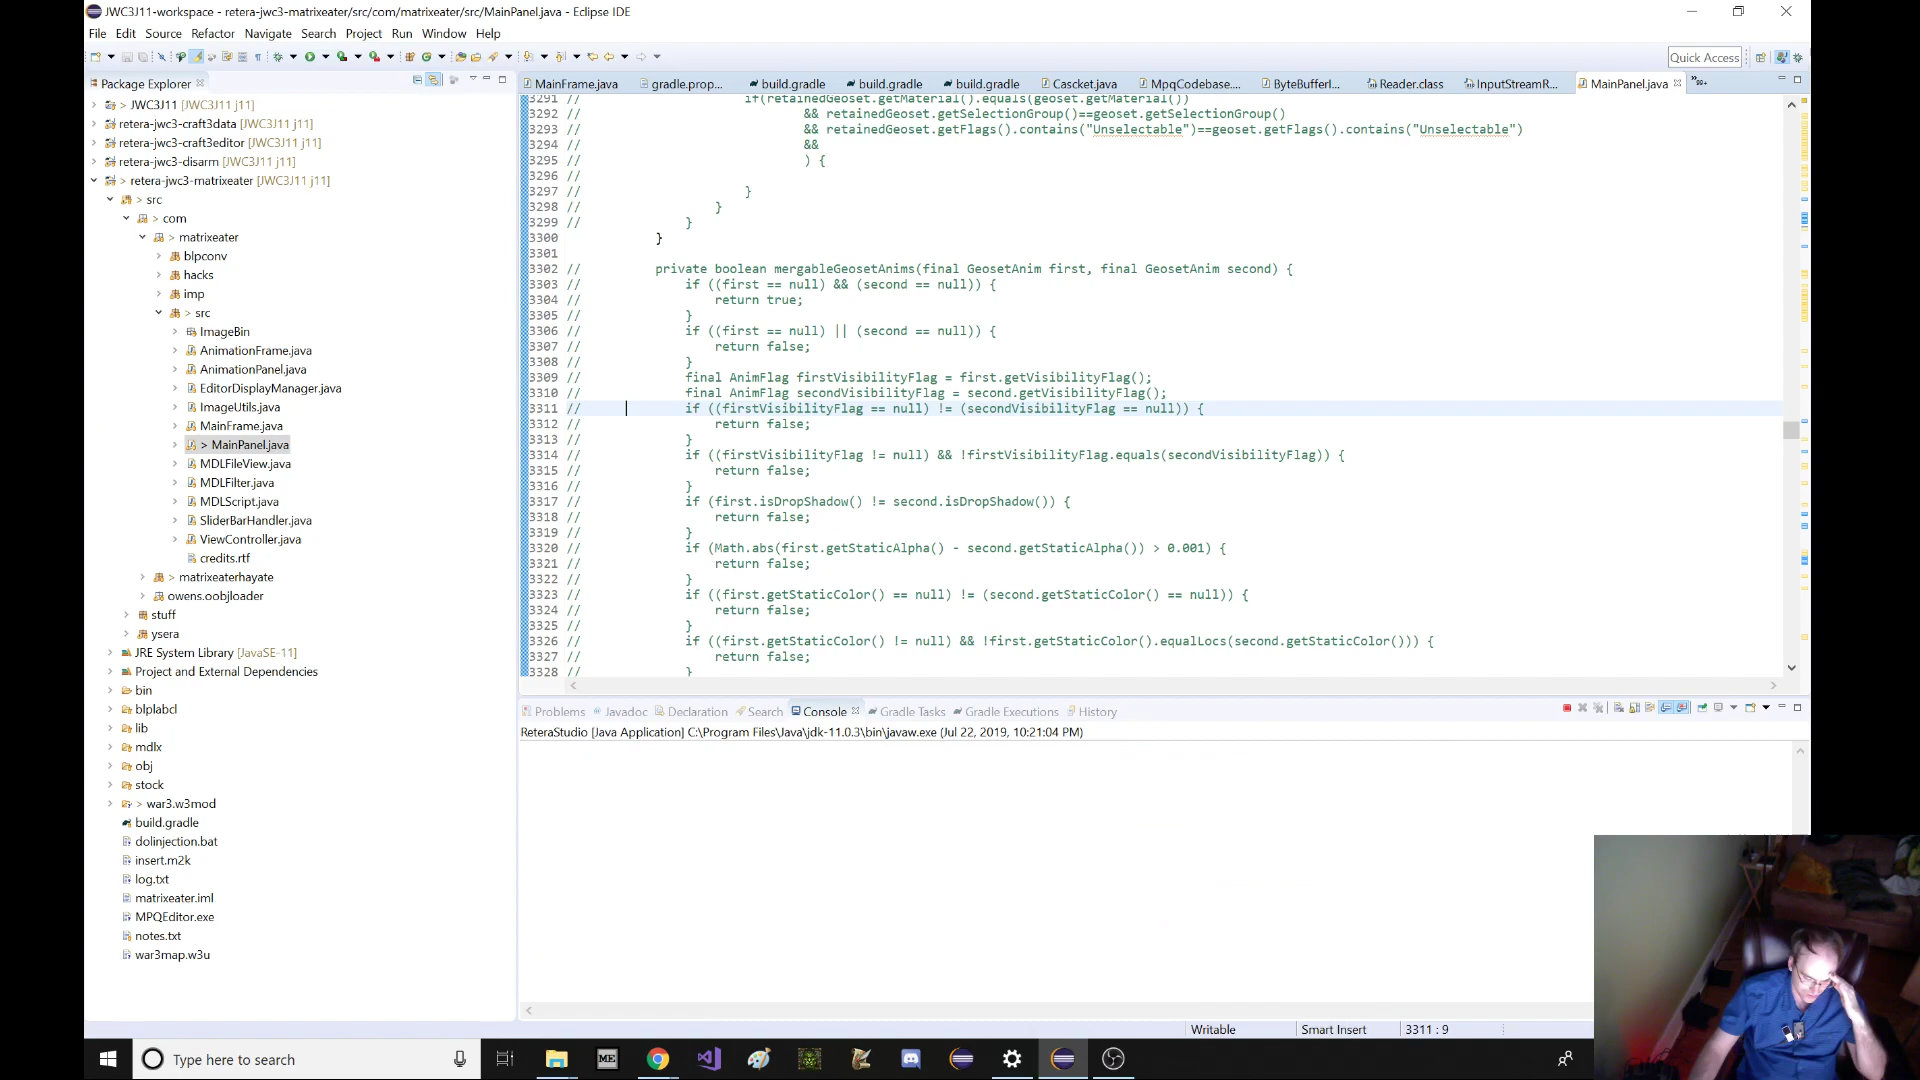 JWC3J11-workspace - retera-jwc3-matrixeater/src/com/matrixeater/src/MainPanel.java - Eclipse IDE
File Edit Source Refactor Navigate Search Project Run Window Help
Quick Access
Package Explorer
MainFrame.java gradle.prop... build.gradle build.gradle build.gradle Cascket.java MpqCodebase.... ByteBufferI... Reader.class InputStreamR... MainPanel.java
> JWC3J11 [JWC3J11 j11]
retera-jwc3-craft3data [JWC3J11 j11]
retera-jwc3-craft3editor [JWC3J11 j11]
retera-jwc3-disarm [JWC3J11 j11]
> retera-jwc3-matrixeater [JWC3J11 j11]
> src
> com
> matrixeater
blpconv
hacks
imp
> src
ImageBin
AnimationFrame.java
AnimationPanel.java
EditorDisplayManager.java
ImageUtils.java
MainFrame.java
> MainPanel.java
MDLFileView.java
MDLFilter.java
MDLScript.java
SliderBarHandler.java
ViewController.java
credits.rtf
> matrixeaterhayate
owens.oobjloader
stuff
ysera
JRE System Library [JavaSE-11]
Project and External Dependencies
bin
blplabcl
lib
mdlx
obj
stock
> war3.w3mod
build.gradle
dolinjection.bat
insert.m2k
log.txt
matrixeater.iml
MPQEditor.exe
notes.txt
war3map.w3u
3291 // if(retainedGeoset.getMaterial().equals(geoset.getMaterial())
3292 // && retainedGeoset.getSelectionGroup()==geoset.getSelectionGroup()
3293 // && retainedGeoset.getFlags().contains("Unselectable")==geoset.getFlags().contains("Unselectable")
3294 // &&
3295 // ) {
3296 //
3297 // }
3298 // }
3299 // }
3300 }
3301
3302 // private boolean mergableGeosetAnims(final GeosetAnim first, final GeosetAnim second) {
3303 // if ((first == null) && (second == null)) {
3304 // return true;
3305 // }
3306 // if ((first == null) || (second == null)) {
3307 // return false;
3308 // }
3309 // final AnimFlag firstVisibilityFlag = first.getVisibilityFlag();
3310 // final AnimFlag secondVisibilityFlag = second.getVisibilityFlag();
3311 // if ((firstVisibilityFlag == null) != (secondVisibilityFlag == null)) {
3312 // return false;
3313 // }
3314 // if ((firstVisibilityFlag != null) && !firstVisibilityFlag.equals(secondVisibilityFlag)) {
3315 // return false;
3316 // }
3317 // if (first.isDropShadow() != second.isDropShadow()) {
3318 // return false;
3319 // }
3320 // if (Math.abs(first.getStaticAlpha() - second.getStaticAlpha()) > 0.001) {
3321 // return false;
3322 // }
3323 // if ((first.getStaticColor() == null) != (second.getStaticColor() == null)) {
3324 // return false;
3325 // }
3326 // if ((first.getStaticColor() != null) && !first.getStaticColor().equalLocs(second.getStaticColor())) {
3327 // return false;
3328 // }
Problems Javadoc Declaration Search Console Gradle Tasks Gradle Executions History
ReteraStudio [Java Application] C:\Program Files\Java\jdk-11.0.3\bin\javaw.exe (Jul 22, 2019, 10:21:04 PM)
Writable Smart Insert 3311 : 9
Type here to search
ME